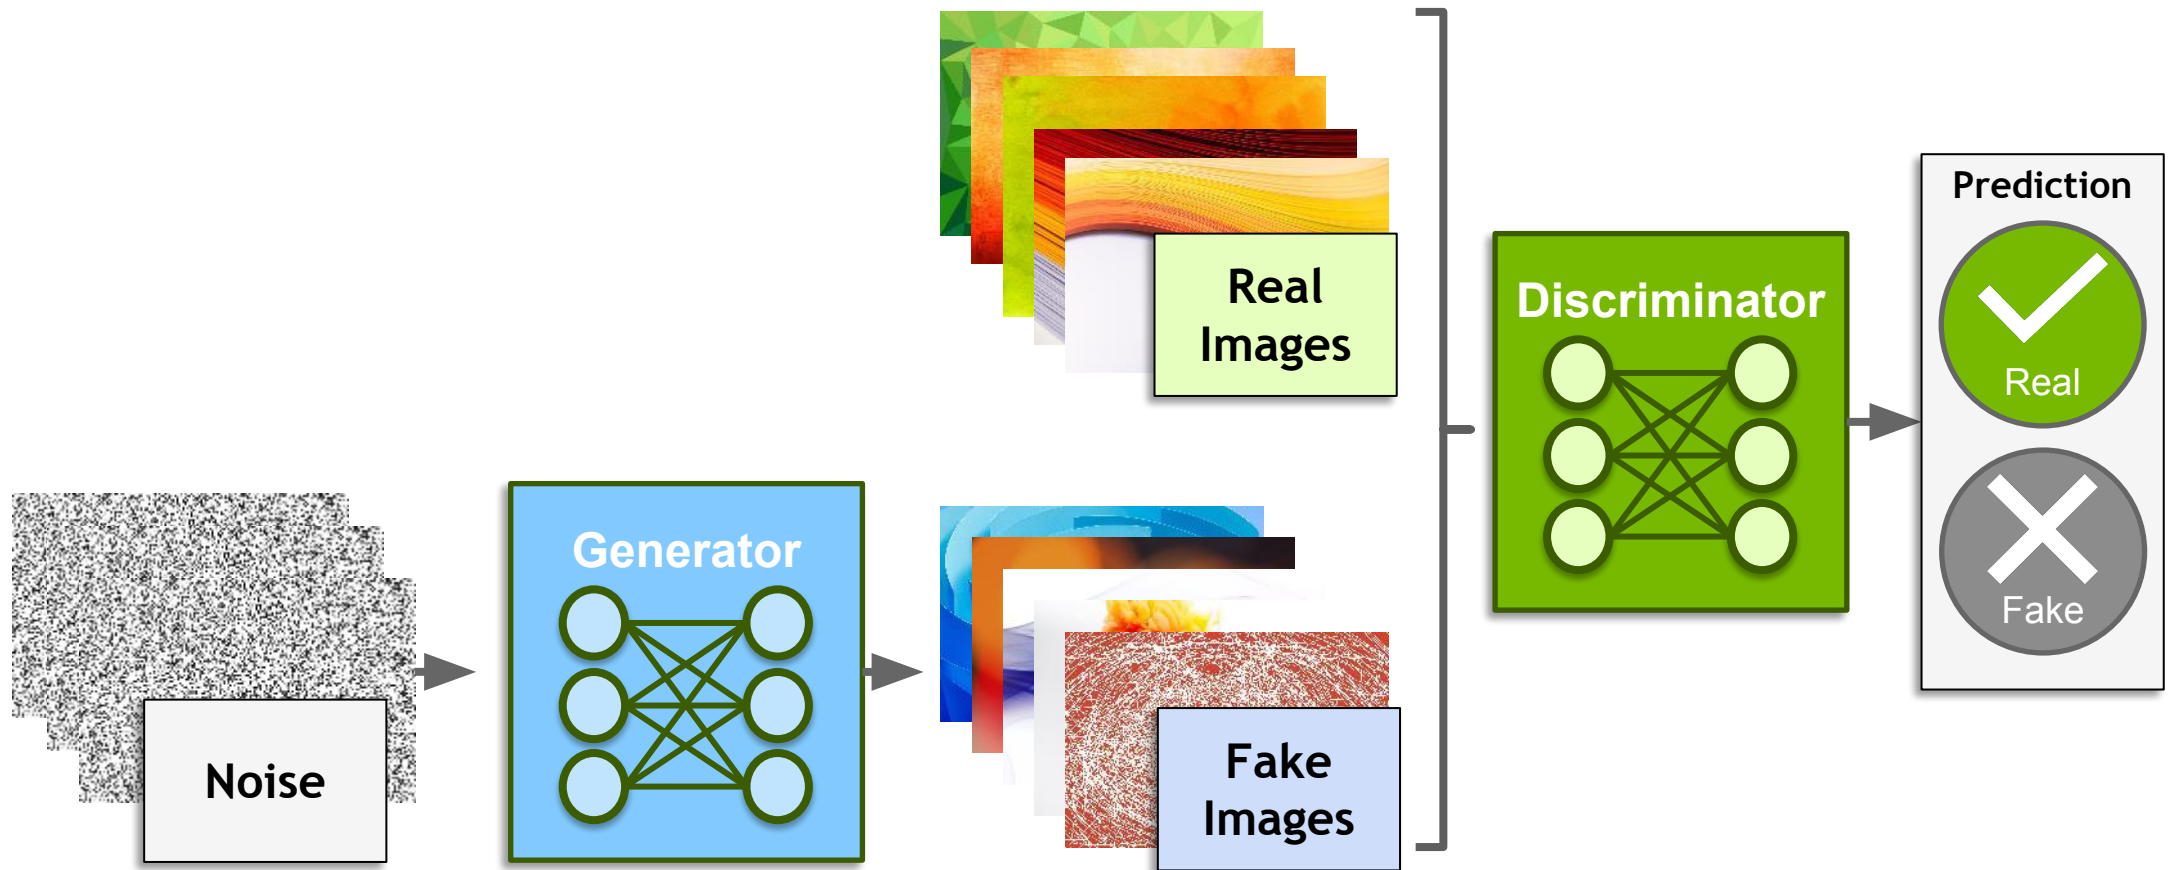 Noise
Generator
Real
Images
Fake
Images
Discriminator
Prediction
Real
Fake